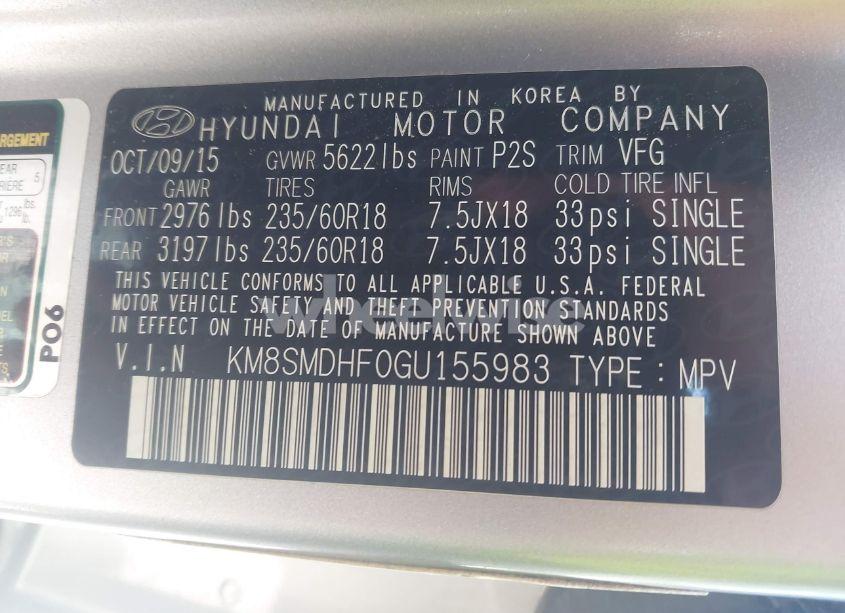 MANUFACTURED IN KOREA BY
HYUNDAI MOTOR COMPANY
OCT/09/15 GVWR 5622lbs PAINT P2S TRIM VFG
GAWR TIRES RIMS COLD TIRE INFL
FRONT 2976 lbs 235/60R18 7.5JX18 33psi SINGLE
REAR 3197 lbs 235/60R18 7.5JX18 33psi SINGLE
THIS VEHICLE CONFORMS TO ALL APPLICABLE U.S.A. FEDERAL
MOTOR VEHICLE SAFETY AND THEFT PREVENTION STANDARDS
IN EFFECT ON THE DATE OF MANUFACTURE SHOWN ABOVE
V.I.N KM8SMDHF0GU155983 TYPE : MPV
P06
5
1296
lbs.